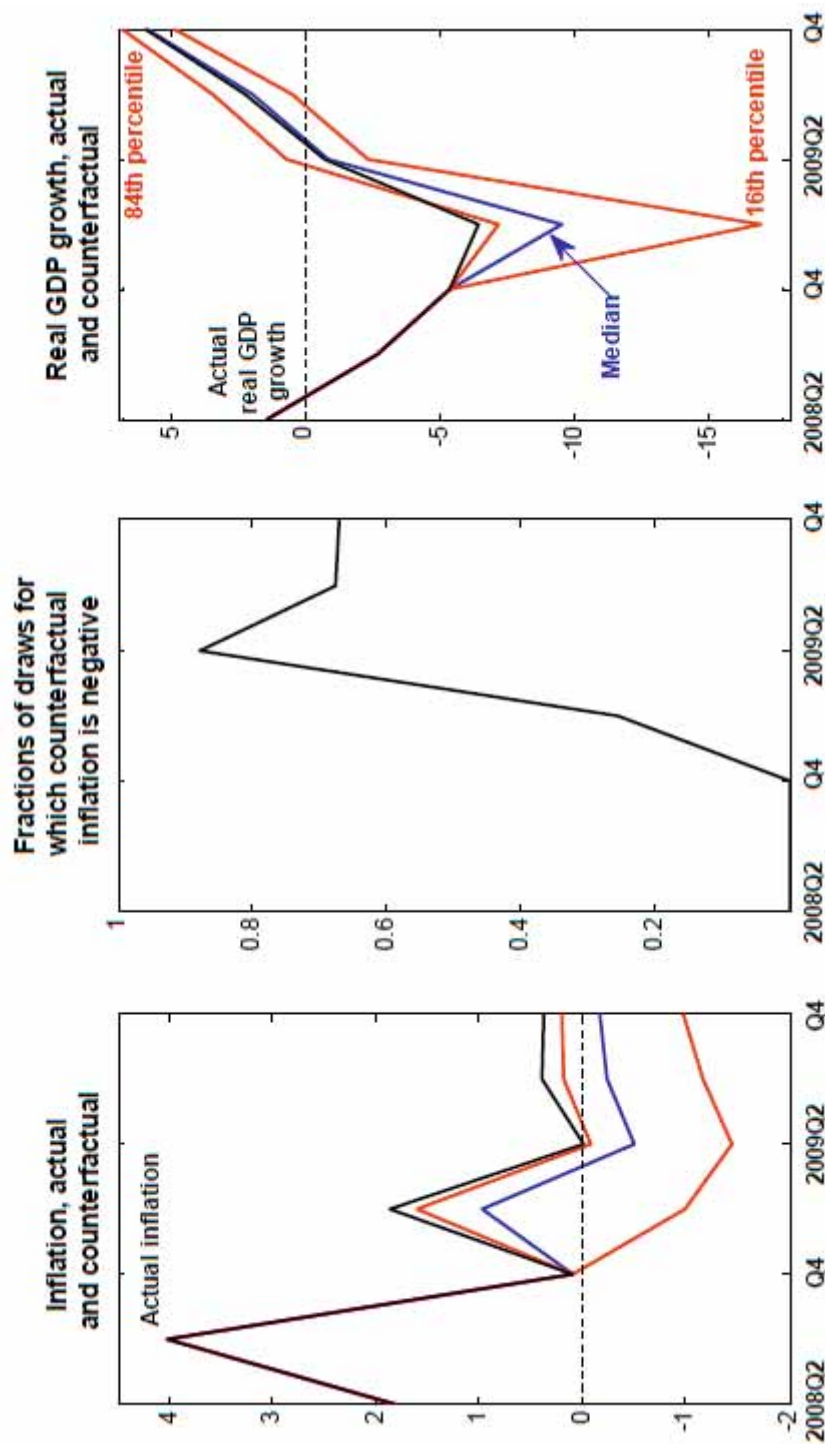 Inflation, actual
and counterfactual
Actual inflation
4
3
2
1
0
-1
-2
2008Q2
Q4
2009Q2
Q4
Fractions of draws for
which counterfactual
inflation is negative
1
0.8
0.6
0.4
0.2
2008Q2
Q4
2009Q2
Q4
Real GDP growth, actual
and counterfactual
84th percentile
Actual
real GDP
growth
Median
16th percentile
5
0
-5
-10
-15
2008Q2
Q4
2009Q2
Q4